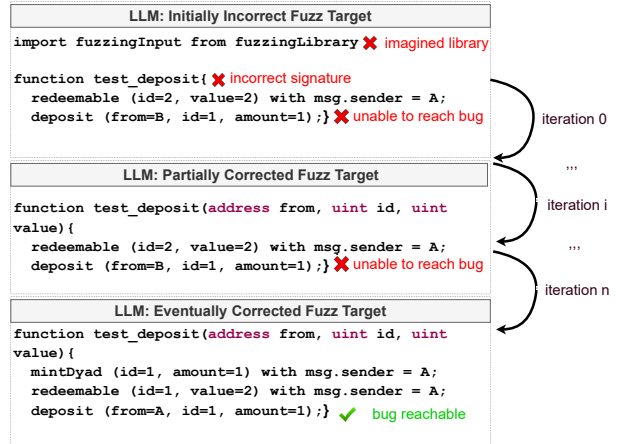 LLM: Initially Incorrect Fuzz Target
import fuzzingInput from fuzzingLibrary imagined library
function test_deposit{ incorrect signature
redeemable (id=2, value=2) with msg.sender = A;
deposit (from=B, id=1, amount=1);} unable to reach bug
iteration 0
LLM: Partially Corrected Fuzz Target
,,,
function test_deposit(address from, uint id, uint
value){
iteration i
redeemable (id=2, value=2) with msg.sender = A;
,,,
deposit (from=B, id=1, amount=1);} unable to reach bug
iteration n
LLM: Eventually Corrected Fuzz Target
function test_deposit(address from, uint id, uint
value){
mintDyad (id=1, amount=1) with msg.sender = A;
redeemable (id=1, value=2) with msg.sender = A;
deposit (from=A, id=1, amount=1);} bug reachable